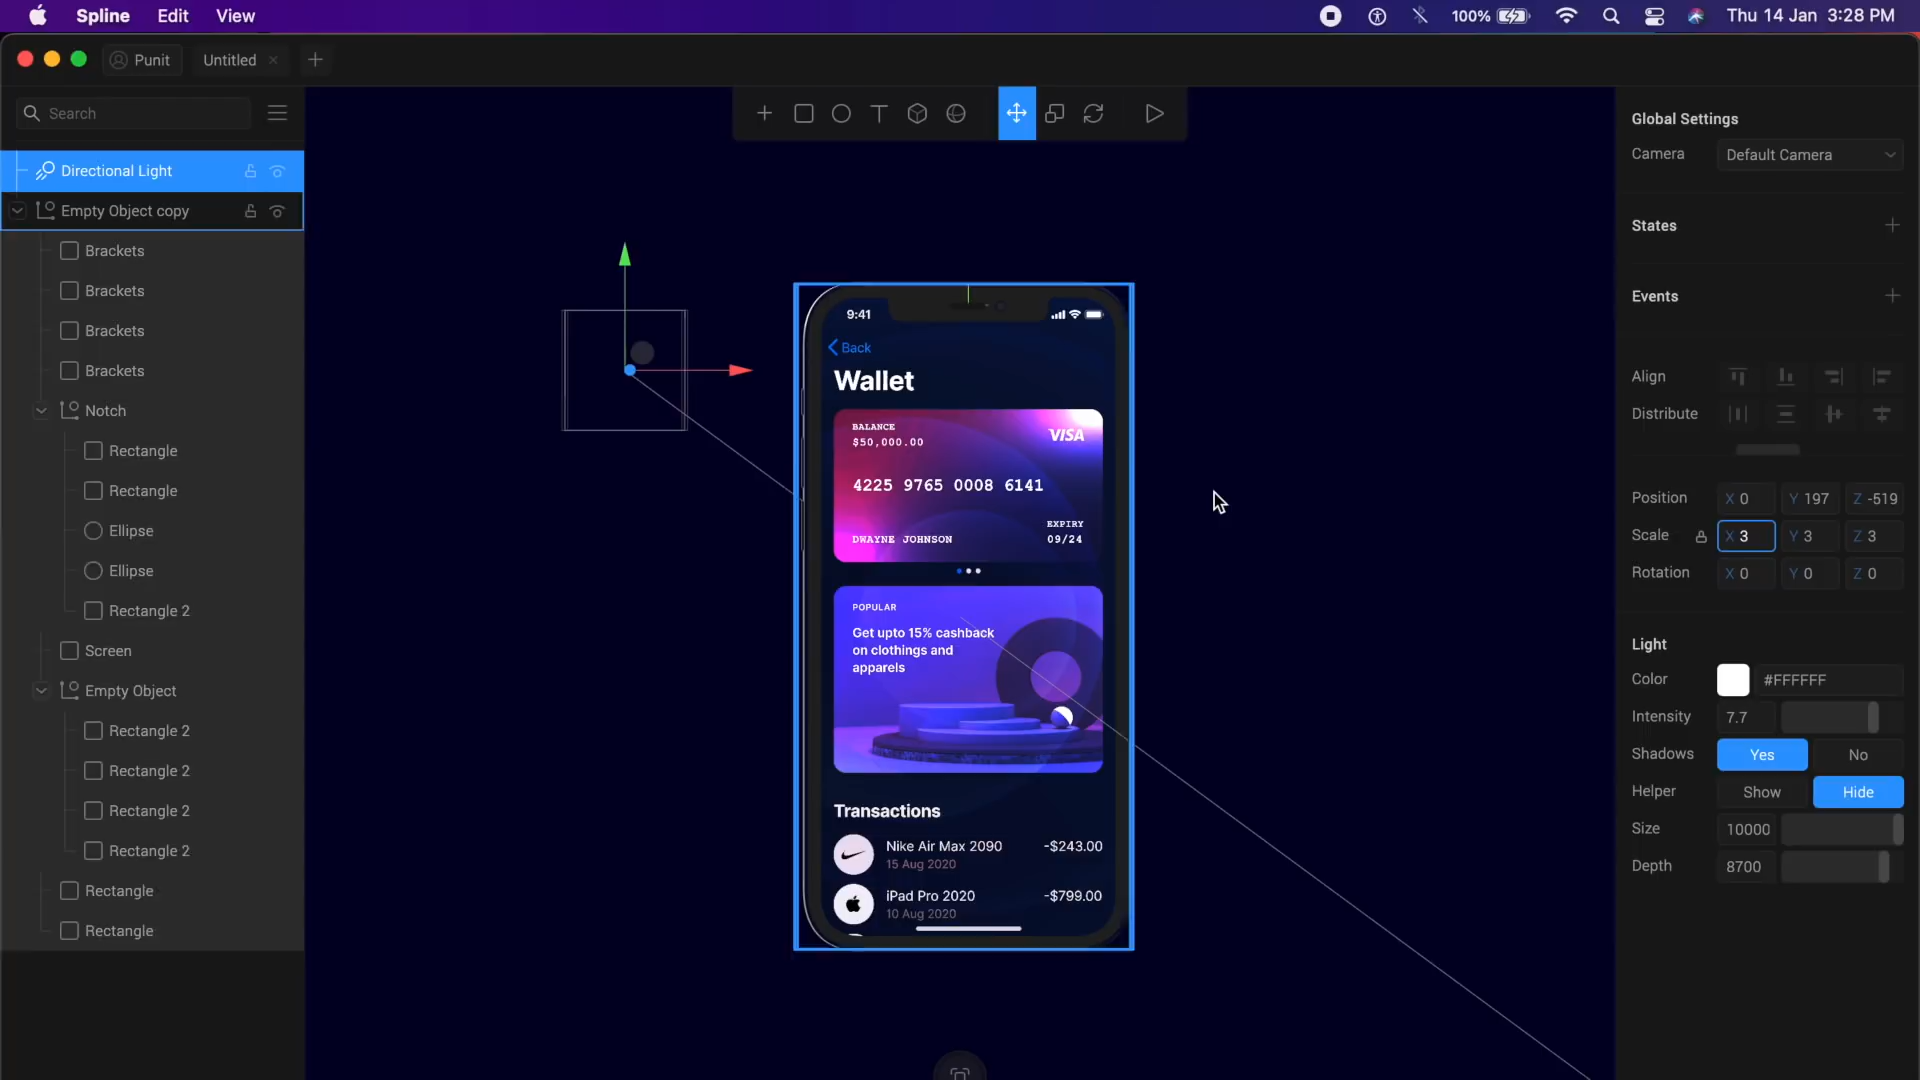 Spline Edit View 100% Thu 14 Jan 3:28 PM
Punit Untitled
Search
Directional Light
Empty Object copy
Brackets
Brackets
Brackets
Brackets
Notch
Rectangle
Rectangle
Ellipse
Ellipse
Rectangle 2
Screen
Empty Object
Rectangle 2
Rectangle 2
Rectangle 2
Rectangle 2
Rectangle
Rectangle
9:41
Back
Wallet
BALANCE
$50,000.00
VISA
4225 9765 0008 6141
EXPIRY
DWAYNE JOHNSON 09/24
POPULAR
Get upto 15% cashback
on clothings and
apparels
Transactions
Nike Air Max 2090 -$243.00
15 Aug 2020
iPad Pro 2020 -$799.00
10 Aug 2020
Global Settings
Camera Default Camera
States
Events
Align
Distribute
Position X 0 Y 197 Z -519
Scale X 3 Y 3 Z 3
Rotation X 0 Y 0 Z 0
Light
Color #FFFFFF
Intensity 7.7
Shadows Yes No
Helper Show Hide
Size 10000
Depth 8700